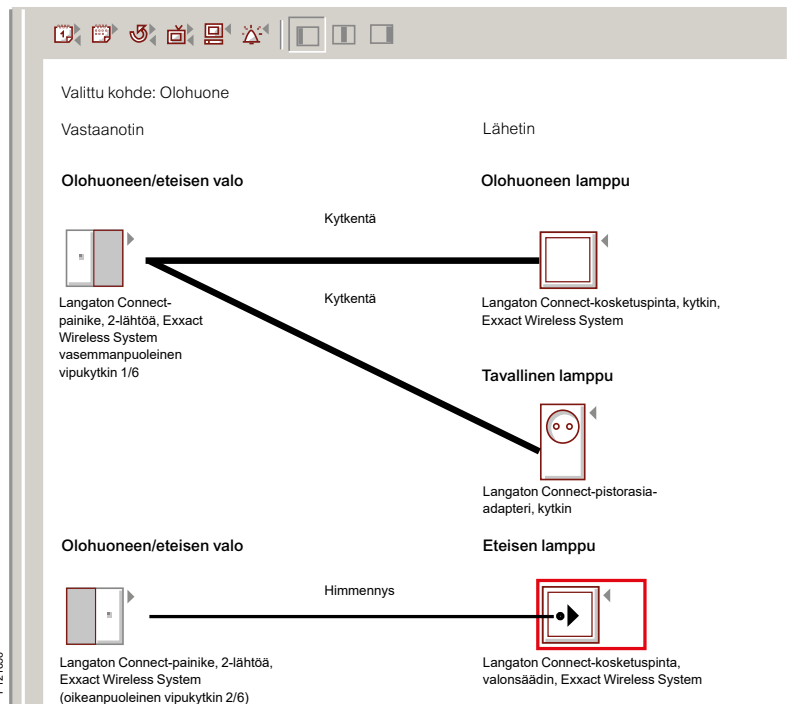 Valittu kohde: Olohuone
Vastaanotin
Lähetin
Olohuoneen/eteisen valo
Olohuoneen lamppu
Kytkentä
Langaton Connect-
painike, 2-lähtöä, Exxact
Wireless System
vasemmanpuoleinen
vipukytkin 1/6
Kytkentä
Langaton Connect-kosketuspinta, kytkin,
Exxact Wireless System
Tavallinen lamppu
Langaton Connect-pistorasia-
adapteri, kytkin
Olohuoneen/eteisen valo
Eteisen lamppu
Himmennys
Langaton Connect-painike, 2-lähtöä,
Exxact Wireless System
(oikeanpuoleinen vipukytkin 2/6)
Langaton Connect-kosketuspinta,
valonsäädin, Exxact Wireless System